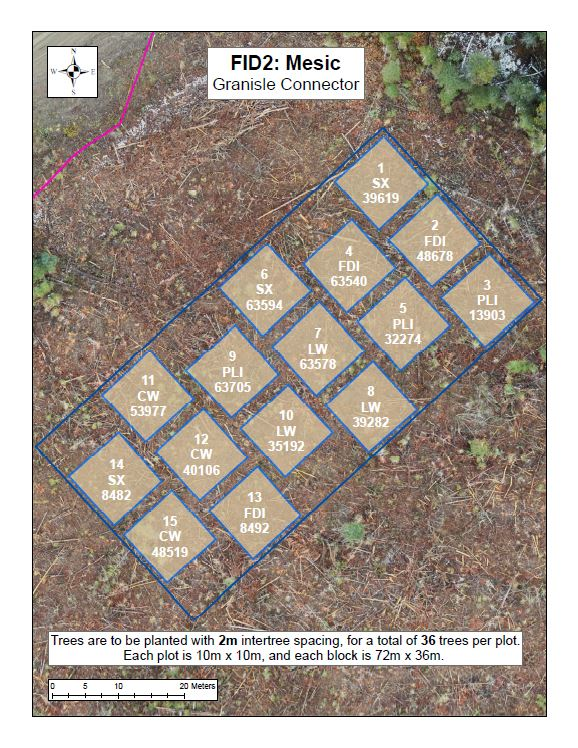 N
W E
S
FID2: Mesic
Granisle Connector
1
SX
39619
2
FDI
48678
3
PLI
13903
4
FDI
63540
5
PLI
32274
6
SX
63594
7
LW
63578
8
LW
39282
9
PLI
63705
10
LW
35192
11
CW
53977
12
CW
40106
13
FDI
8492
14
SX
8482
15
CW
48519
Trees are to be planted with 2m intertree spacing, for a total of 36 trees per plot.
Each plot is 10m x 10m, and each block is 72m x 36m.
0 5 10 20 Meters